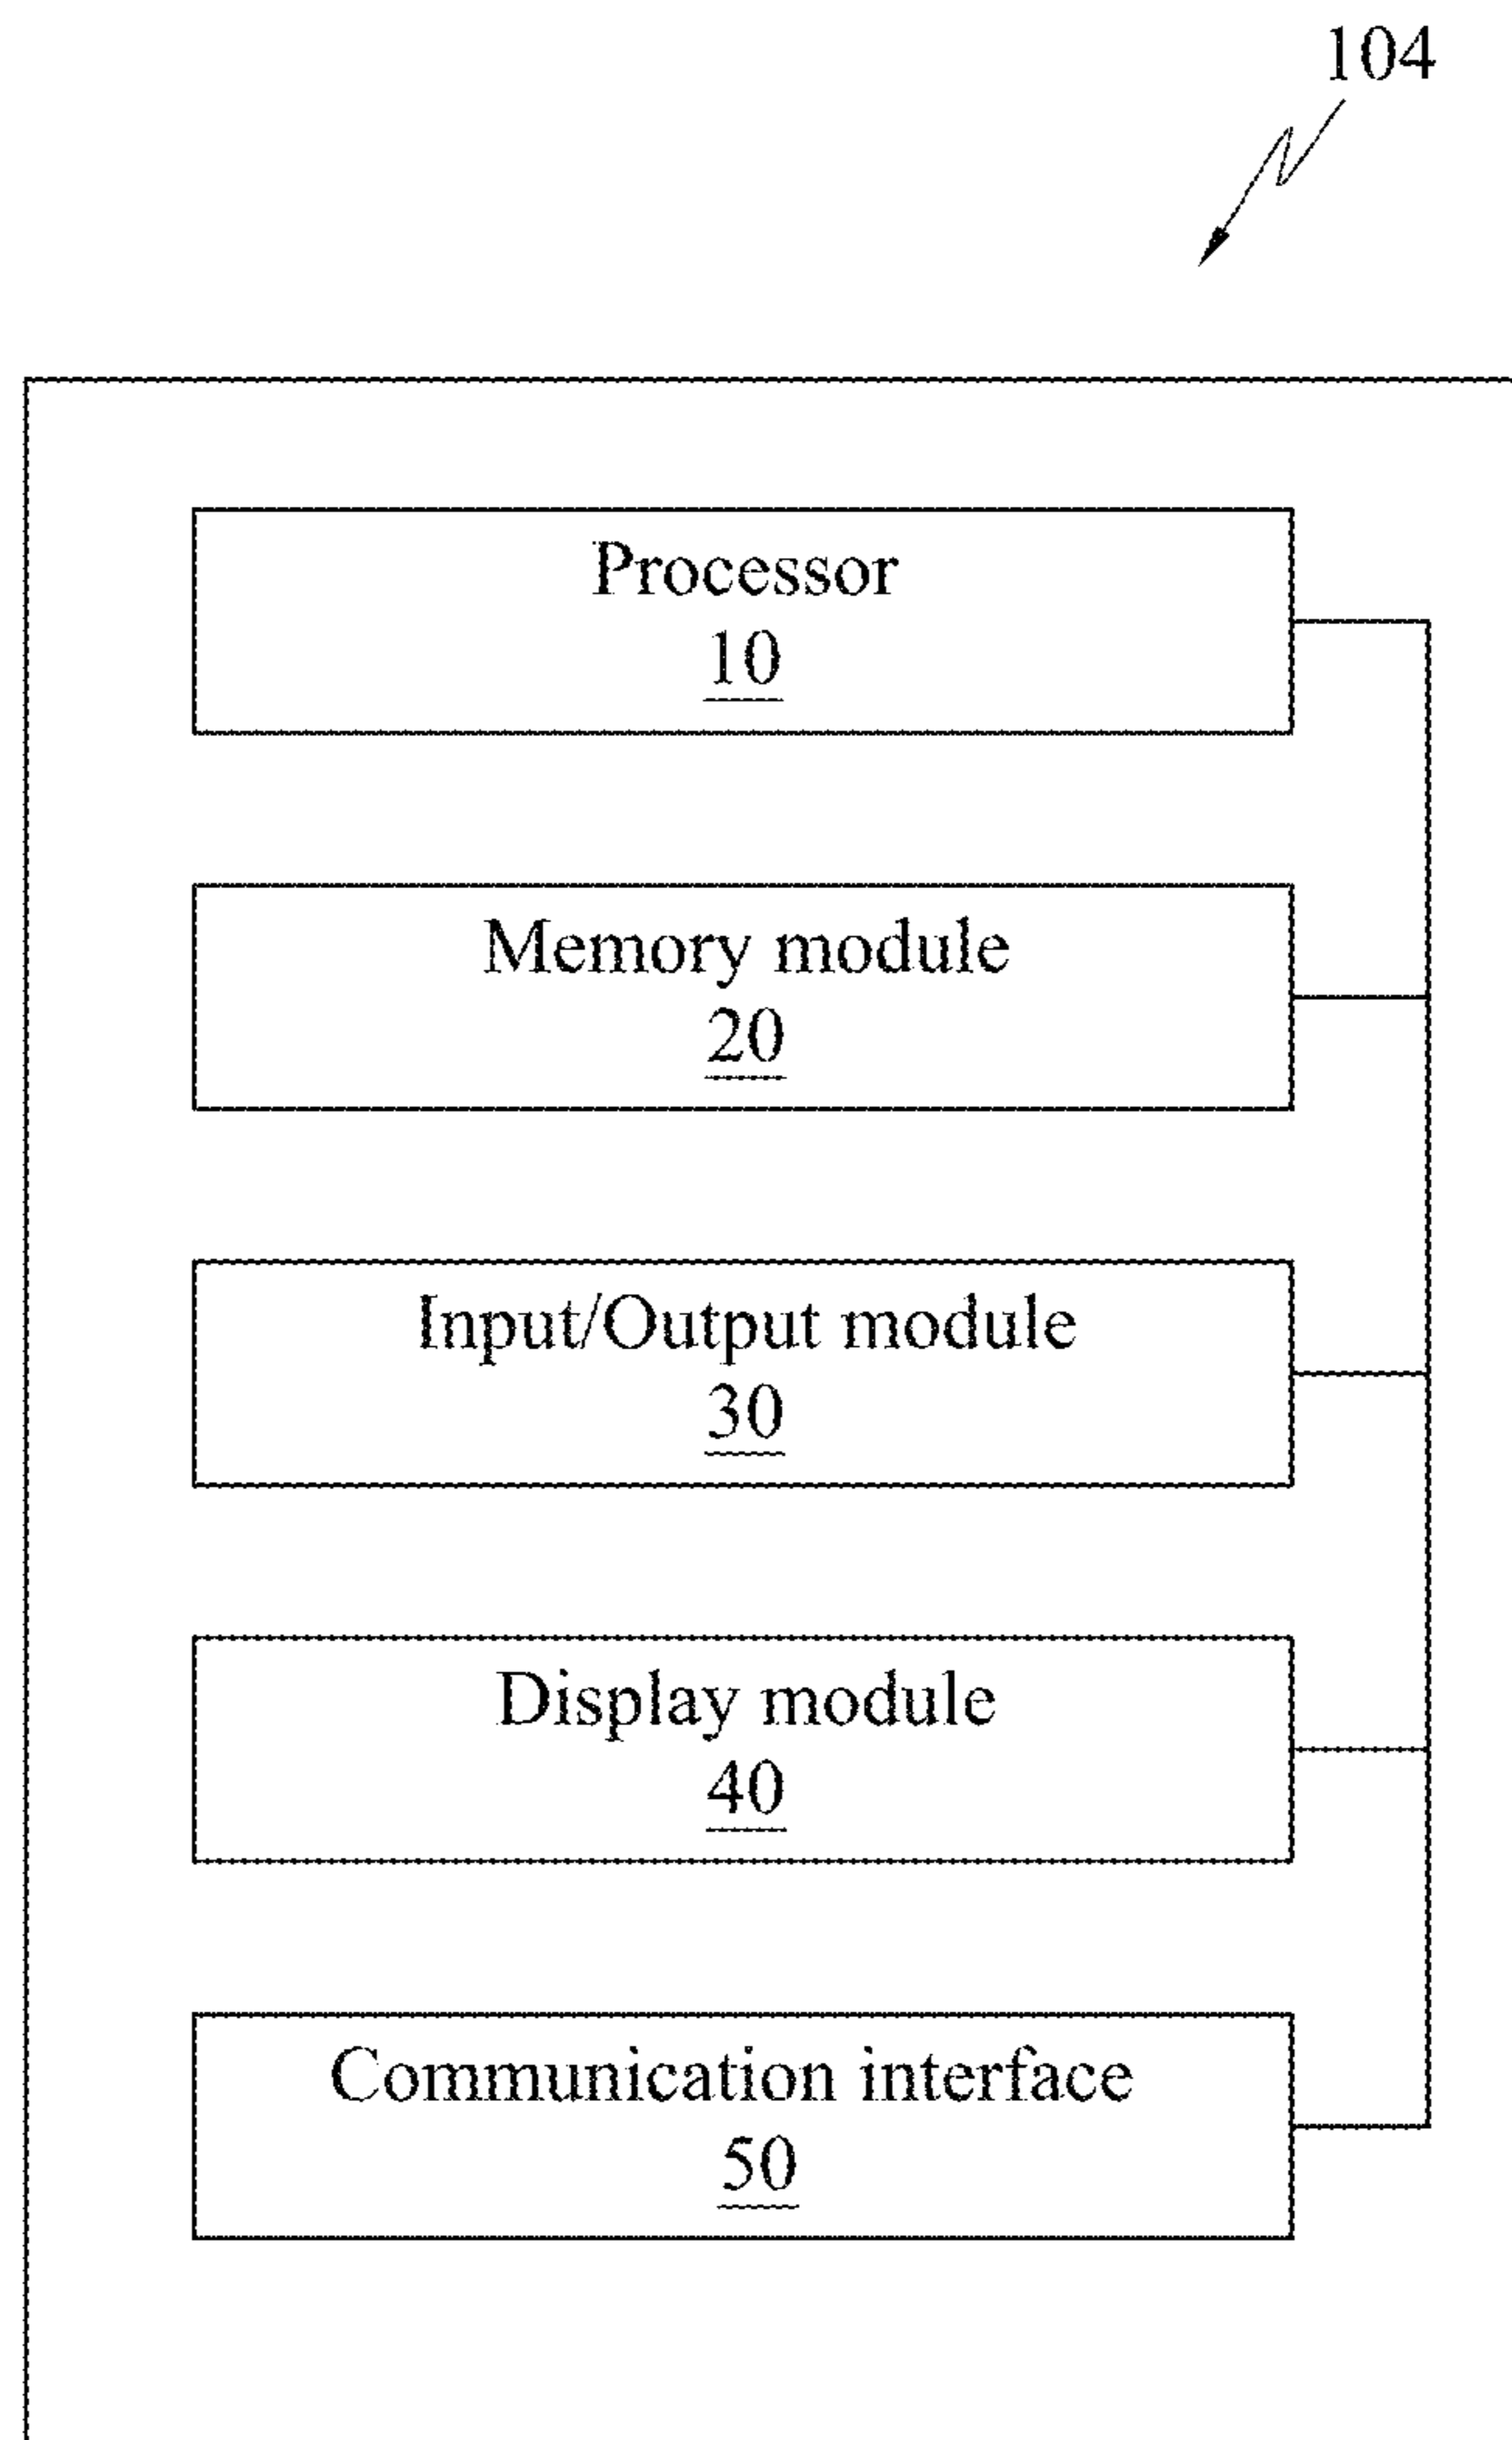 104
Processor
10
Memory module
20
Input/Output module
30
Display module
40
Communication interface
50